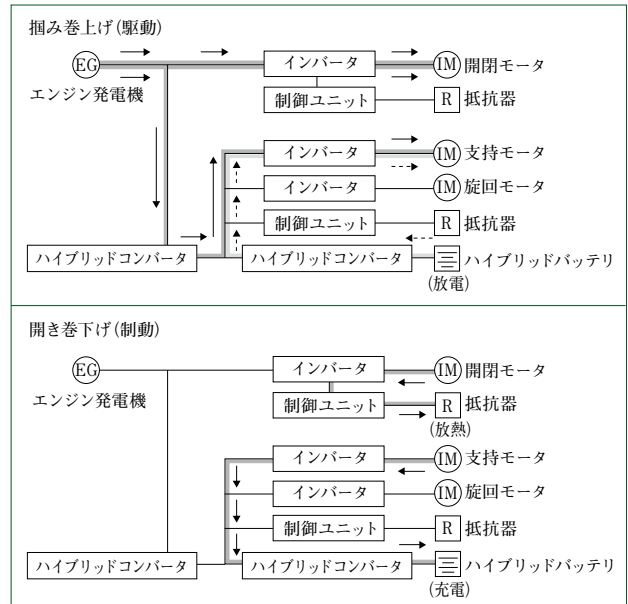 掴み巻上げ(駆動)
EG
エンジン発電機
インバータ
IM 開閉モータ
制御ユニット
R 抵抗器
インバータ
IM 支持モータ
インバータ
IM 旋回モータ
制御ユニット
R 抵抗器
ハイブリッドコンバータ
ハイブリッドコンバータ
ハイブリッドバッテリ
(放電)
開き巻下げ(制動)
EG
エンジン発電機
インバータ
IM 開閉モータ
制御ユニット
R 抵抗器
(放熱)
インバータ
IM 支持モータ
インバータ
IM 旋回モータ
制御ユニット
R 抵抗器
ハイブリッドコンバータ
ハイブリッドコンバータ
ハイブリッドバッテリ
(充電)